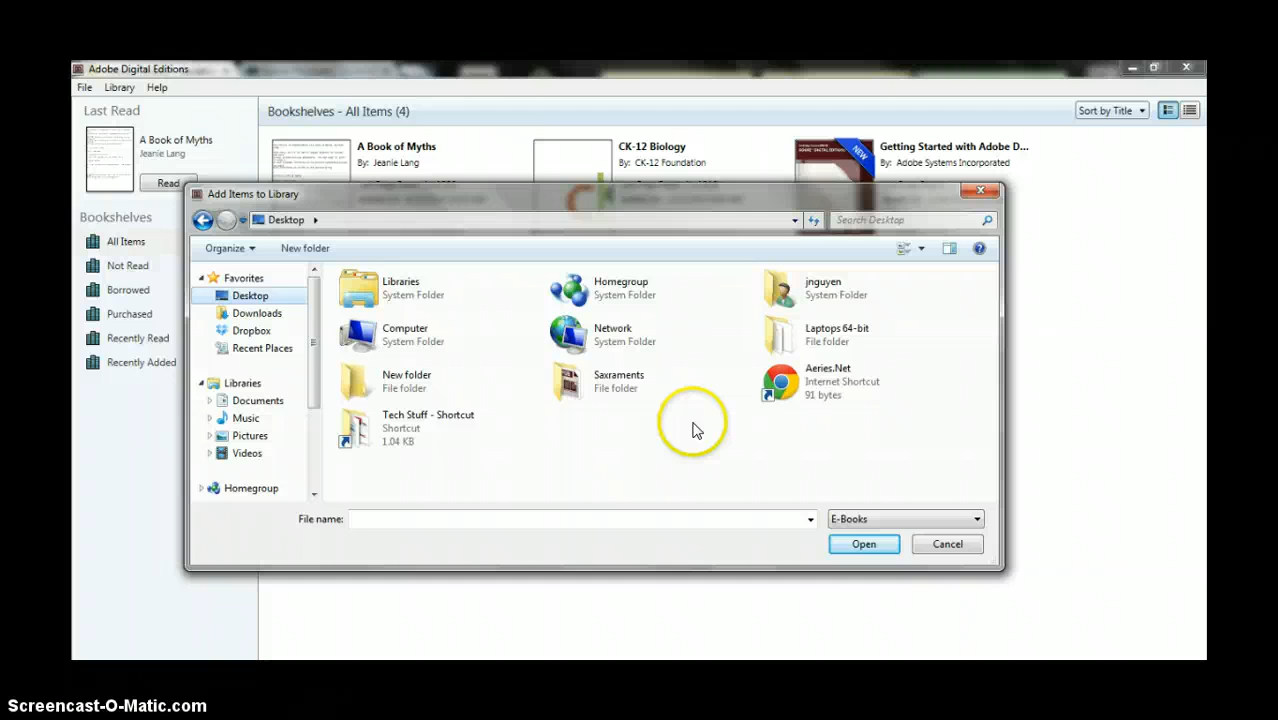 Adobe Digital Editions
File Library Help
Last Read
A Book of Myths
Jeanie Lang
Read
Bookshelves
All Items
Not Read
Borrowed
Purchased
Recently Read
Recently Added
Bookshelves - All Items (4)
Sort by Title
A Book of Myths
By: Jeanie Lang
CK-12 Biology
By: CK-12 Foundation
NEW
Getting Started with Adobe D...
By: Adobe Systems Incorporated
Add Items to Library
Desktop
Search Desktop
Organize
New folder
Favorites
Desktop
Downloads
Dropbox
Recent Places
Libraries
Documents
Music
Pictures
Videos
Homegroup
Libraries
System Folder
Homegroup
System Folder
jnguyen
System Folder
Computer
System Folder
Network
System Folder
Laptops 64-bit
File folder
New folder
File folder
Saxraments
File folder
Aeries.Net
Internet Shortcut
91 bytes
Tech Stuff - Shortcut
Shortcut
1.04 KB
File name:
E-Books
Open
Cancel
Screencast-O-Matic.com